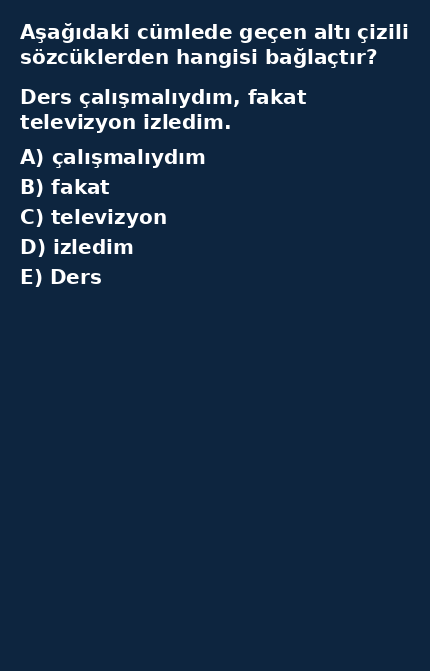 Aşağıdaki cümlede geçen altı çizili
sözcüklerden hangisi bağlaçtır?
Ders çalışmalıydım, fakat
televizyon izledim.
A) çalışmalıydım
B) fakat
C) televizyon
D) izledim
E) Ders